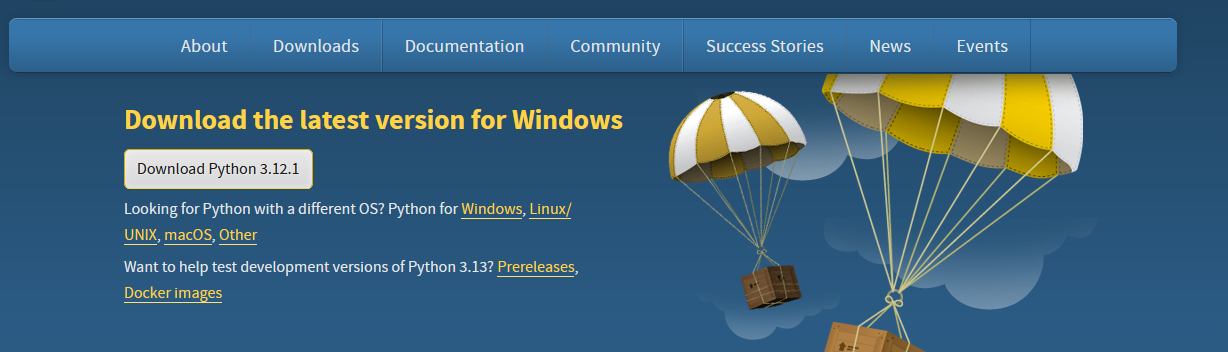 About Downloads Documentation Community Success Stories News Events
Download the latest version for Windows
Download Python 3.12.1
Looking for Python with a different OS? Python for Windows, Linux/
UNIX, macOS, Other
Want to help test development versions of Python 3.13? Prereleases,
Docker images